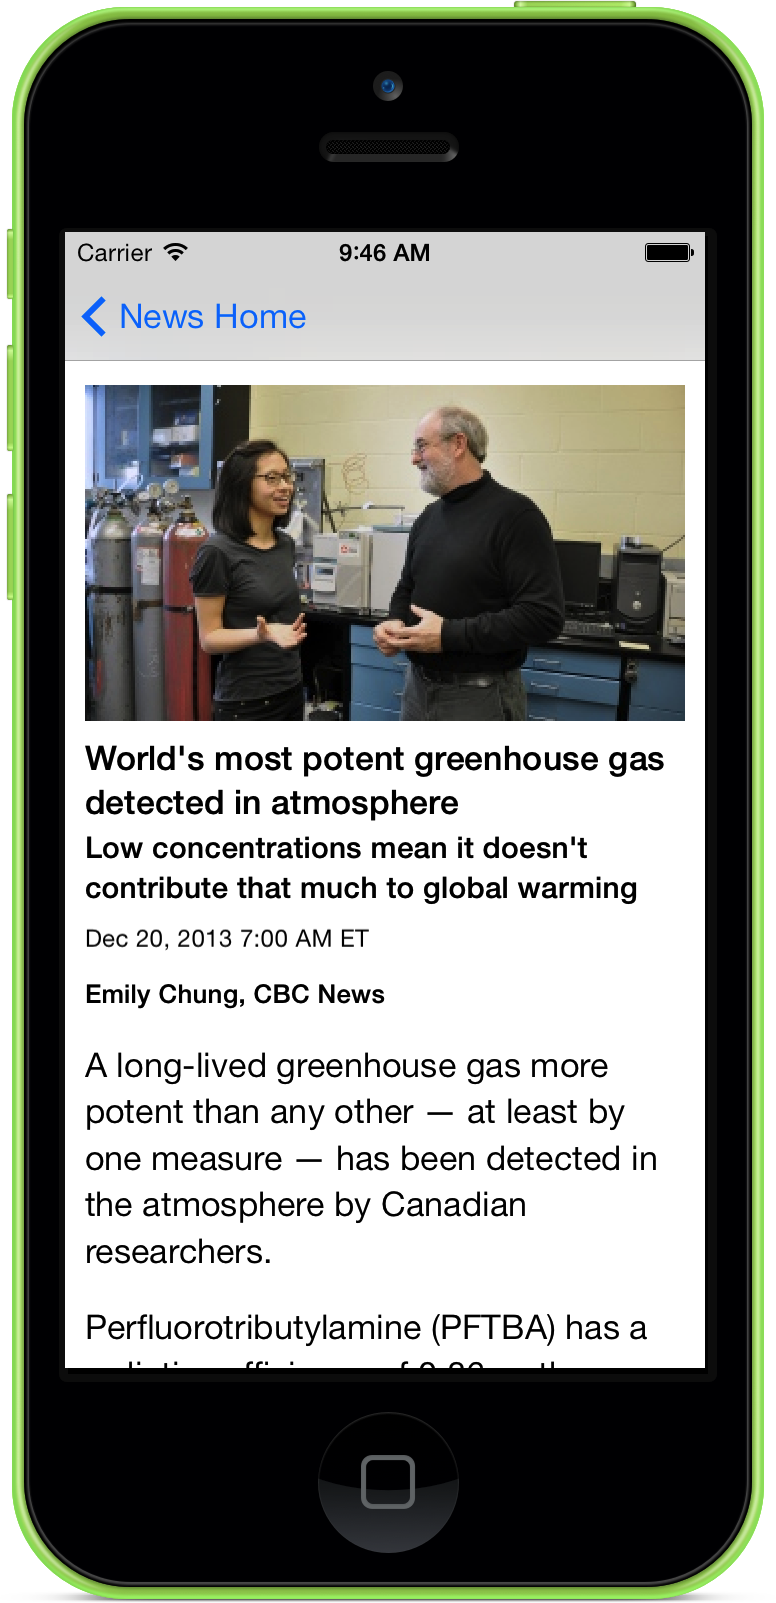 Carrier 9:46 AM
News Home
World's most potent greenhouse gas
detected in atmosphere
Low concentrations mean it doesn't
contribute that much to global warming
Dec 20, 2013 7:00 AM ET
Emily Chung, CBC News
A long-lived greenhouse gas more
potent than any other — at least by
one measure — has been detected in
the atmosphere by Canadian
researchers.
Perfluorotributylamine (PFTBA) has a